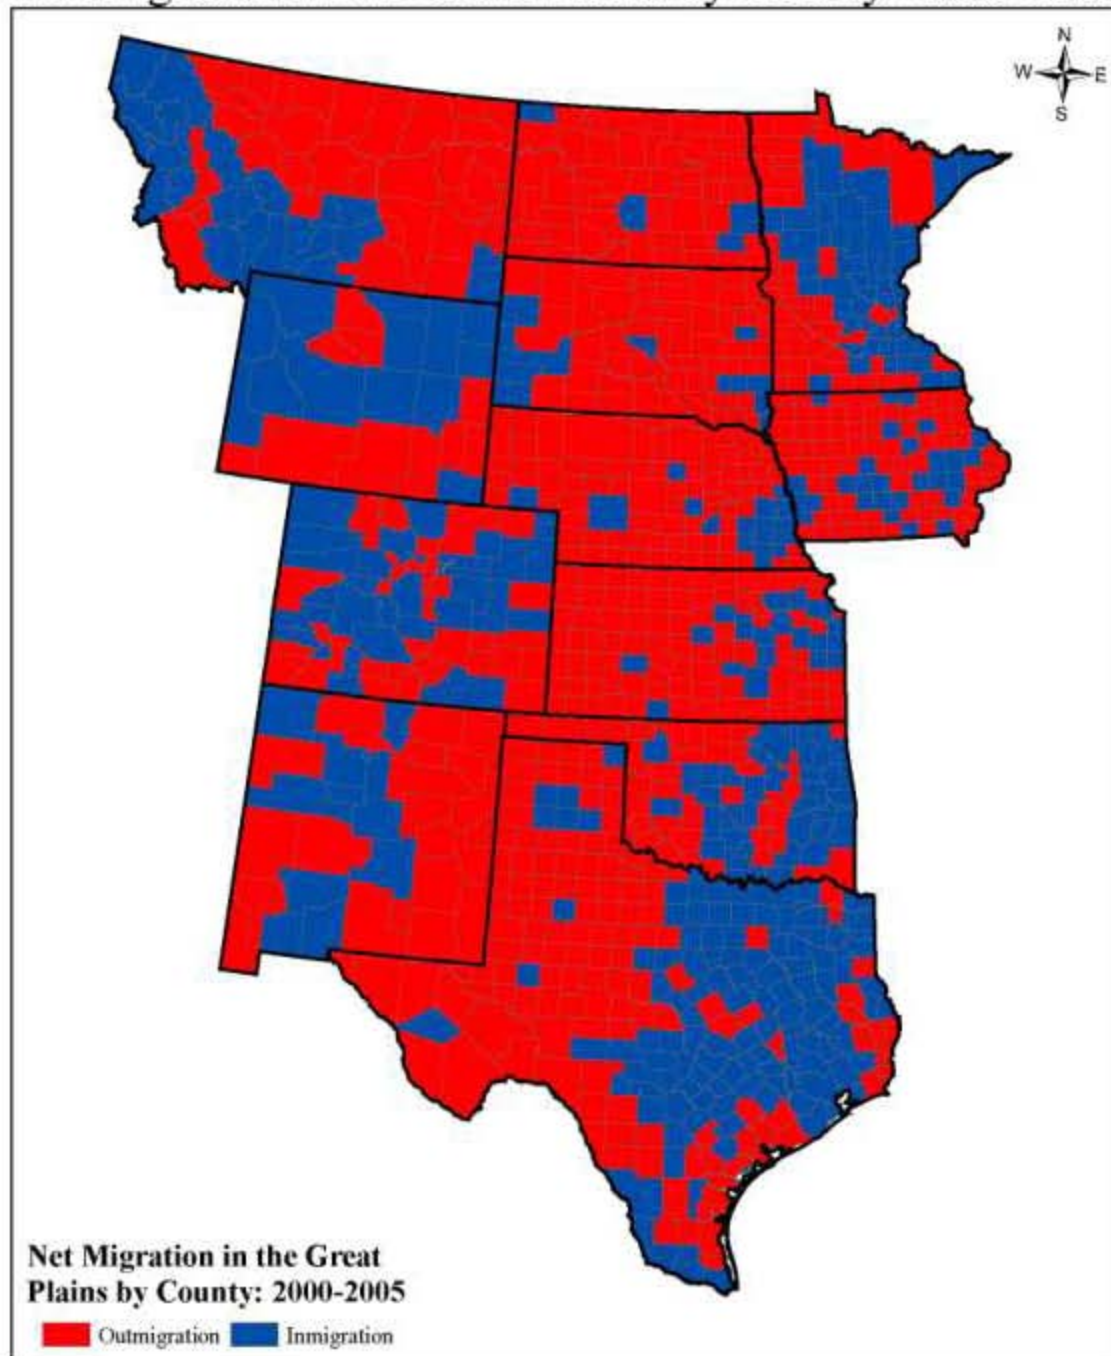 N
W E
S
Net Migration in the Great
Plains by County: 2000-2005
Outmigration Inmigration